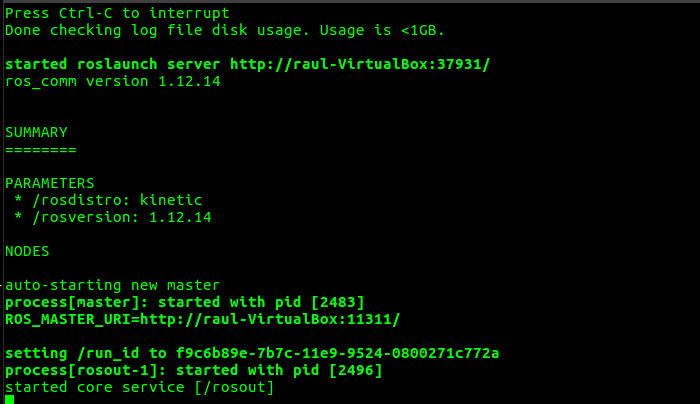 Press Ctrl-C to interrupt
Done checking log file disk usage. Usage is <1GB.
started roslaunch server http://raul-VirtualBox:37931/
ros_comm version 1.12.14
SUMMARY
========
PARAMETERS
 * /rosdistro: kinetic
 * /rosversion: 1.12.14
NODES
auto-starting new master
process[master]: started with pid [2483]
ROS_MASTER_URI=http://raul-VirtualBox:11311/
setting /run_id to f9c6b89e-7b7c-11e9-9524-0800271c772a
process[rosout-1]: started with pid [2496]
started core service [/rosout]